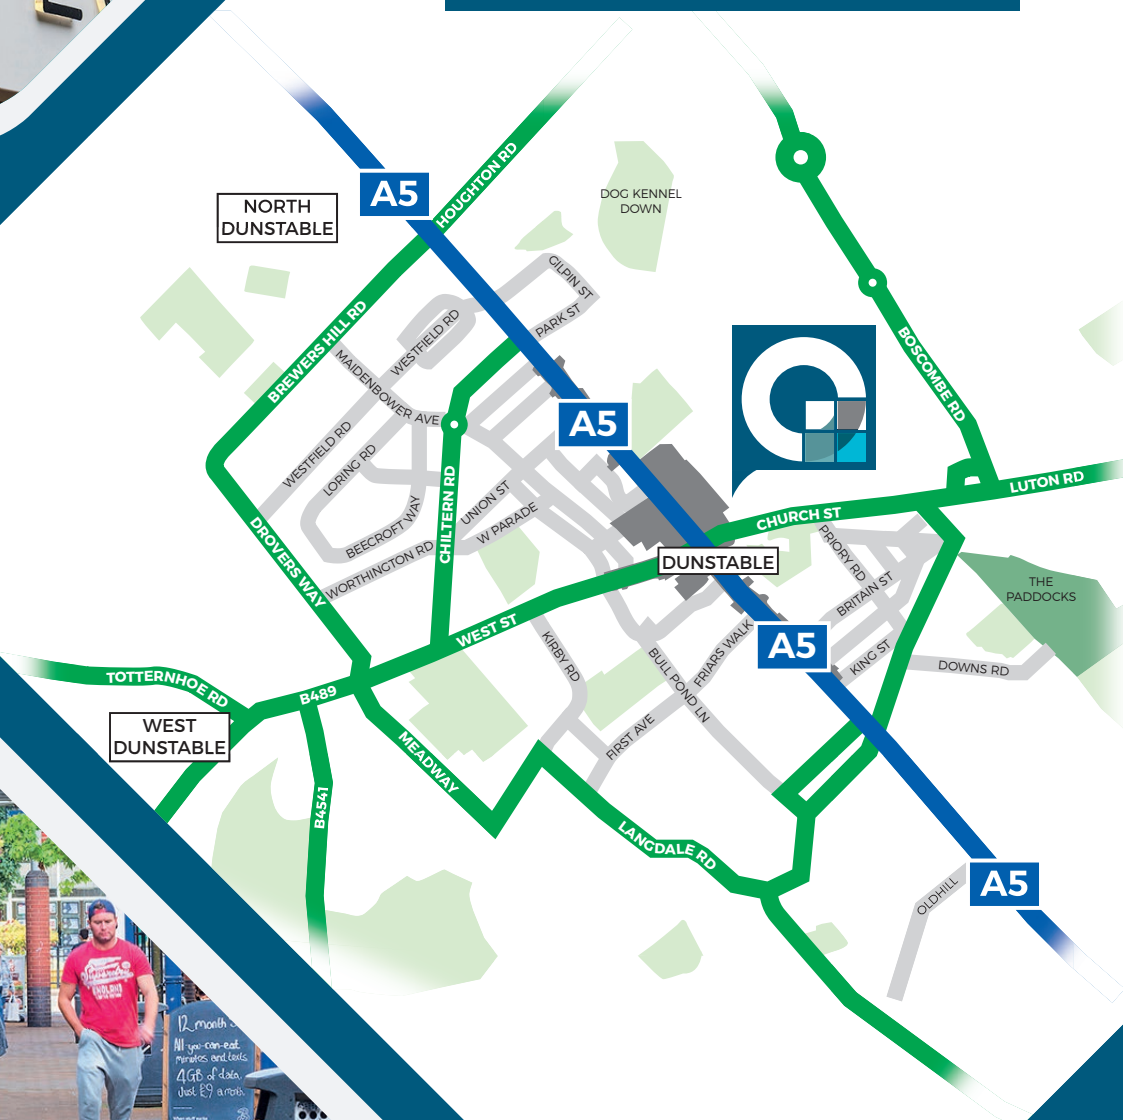 HOUGHTON RD
DOG KENNEL
DOWN
A5
NORTH
DUNSTABLE
GILPIN ST
PARK ST
WESTFIELD RD
BREWERS HILL RD
MAIDENBOWER AVE
BOSCOMBE RD
A5
WESTFIELD RD
LORING RD
CHILTERN RD
UNION ST
W PARADE
BEECROFT WAY
WORTHINGTON RD
DROVERS WAY
LUTON RD
CHURCH ST
PRIORY RD
DUNSTABLE
BRITAIN ST
THE
PADDOCKS
WEST ST
KIRBY RD
BULL POND LN
FRIARS WALK
A5
KING ST
DOWNS RD
TOTTERNHOE RD
B489
WEST
DUNSTABLE
MEADWAY
FIRST AVE
B4541
LANGDALE RD
OLDHILL
A5
ENGLAND
12 month
All-you-can-eat
minutes and texts
4GB of data
Just £9 a month